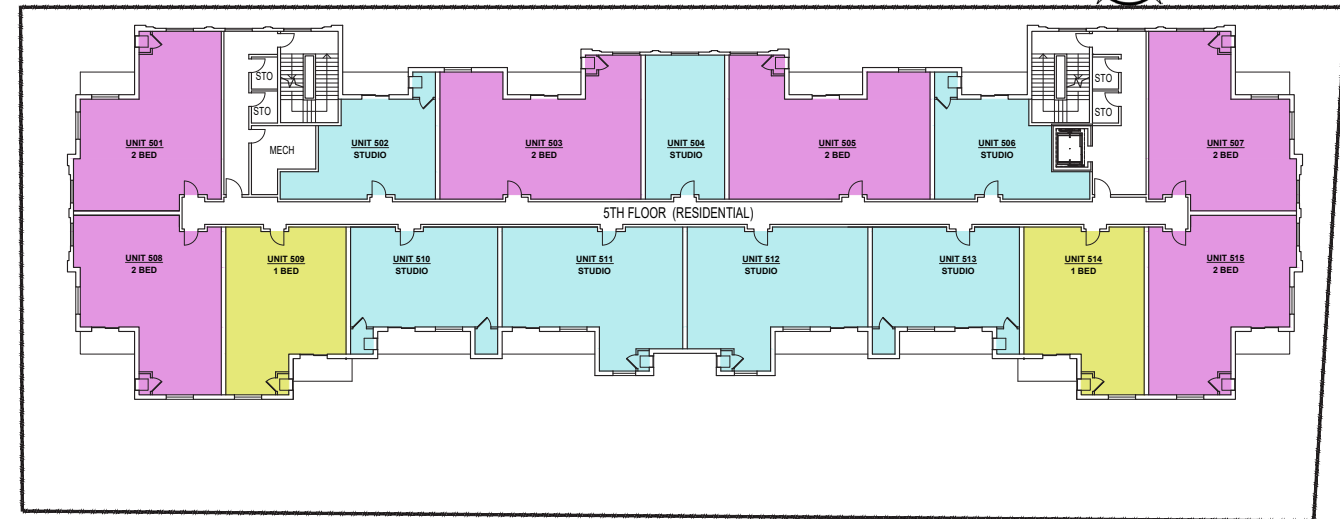 STO
STO
STO
STO
MECH
UNIT 501
2 BED
UNIT 502
STUDIO
UNIT 503
2 BED
UNIT 504
STUDIO
UNIT 505
2 BED
UNIT 506
STUDIO
UNIT 507
2 BED
5TH FLOOR (RESIDENTIAL)
UNIT 508
2 BED
UNIT 509
1 BED
UNIT 510
STUDIO
UNIT 511
STUDIO
UNIT 512
STUDIO
UNIT 513
STUDIO
UNIT 514
1 BED
UNIT 515
2 BED